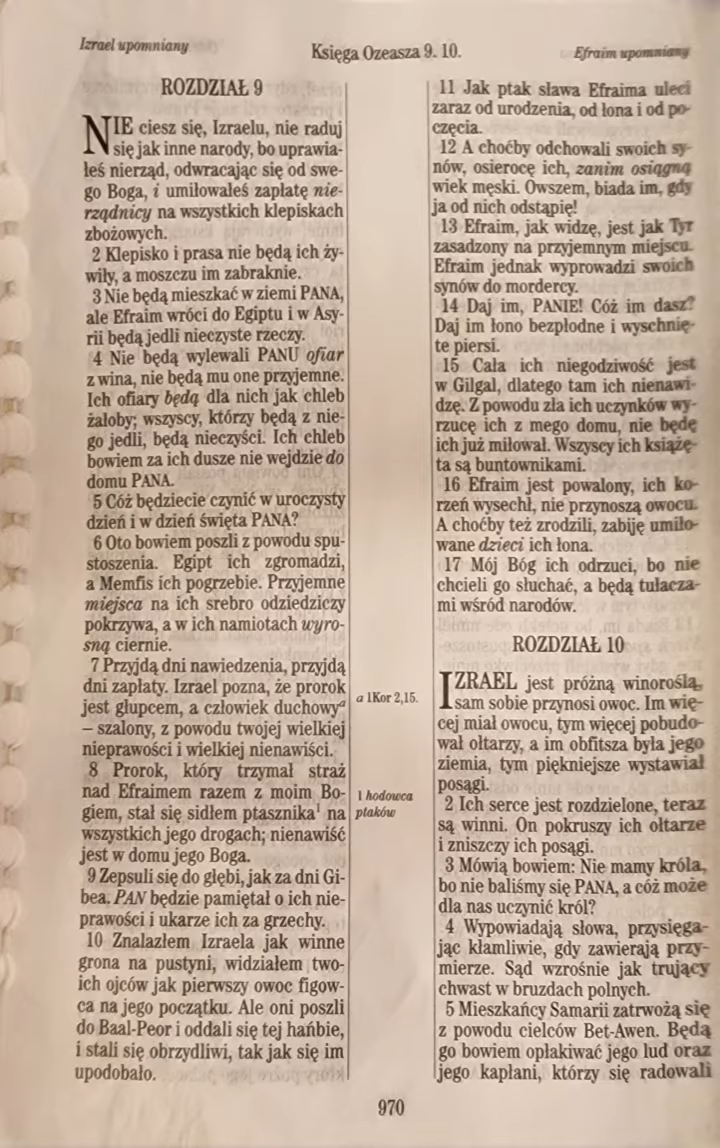 Izrael upomniany
Księga Ozeasza 9. 10.
Efraim upomniany
ROZDZIAŁ 9
NIE ciesz się, Izraelu, nie raduj
się jak inne narody, bo uprawia-
łeś nierząd, odwracając się od swe-
go Boga, i umiłowałeś zapłatę nie-
rządnicy na wszystkich klepiskach
zbożowych.
2 Klepisko i prasa nie będą ich ży-
wiły, a moszczu im zabraknie.
3 Nie będą mieszkać w ziemi PANA,
ale Efraim wróci do Egiptu i w Asy-
rii będą jedli nieczyste rzeczy.
4 Nie będą wylewali PANU ofiar
z wina, nie będą mu one przyjemne.
Ich ofiary będą dla nich jak chleb
żałoby; wszyscy, którzy będą z nie-
go jedli, będą nieczyści. Ich chleb
bowiem za ich dusze nie wejdzie do
domu PANA.
5 Cóż będziecie czynić w uroczysty
dzień i w dzień święta PANA?
6 Oto bowiem poszli z powodu spu-
stoszenia. Egipt ich zgromadzi,
a Memfis ich pogrzebie. Przyjemne
miejsca na ich srebro odziedziczy
pokrzywa, a w ich namiotach wyro-
sną ciernie.
7 Przyjdą dni nawiedzenia, przyjdą
dni zapłaty. Izrael pozna, że prorok
jest głupcem, a człowiek duchowyᵃ
– szalony, z powodu twojej wielkiej
nieprawości i wielkiej nienawiści.
8 Prorok, który trzymał straż
nad Efraimem razem z moim Bo-
giem, stał się sidłem ptasznika¹ na
wszystkich jego drogach; nienawiść
jest w domu jego Boga.
9 Zepsuli się do głębi, jak za dni Gi-
bea. PAN będzie pamiętał o ich nie-
prawości i ukarze ich za grzechy.
10 Znalazłem Izraela jak winne
grona na pustyni, widziałem two-
ich ojców jak pierwszy owoc figow-
ca na jego początku. Ale oni poszli
do Baal-Peor i oddali się tej hańbie,
i stali się obrzydliwi, tak jak się im
upodobało.
a 1Kor 2,15.
1 hodowca
ptaków
11 Jak ptak sława Efraima uleci
zaraz od urodzenia, od łona i od po-
częcia.
12 A choćby odchowali swoich sy-
nów, osierocę ich, zanim osiągną
wiek męski. Owszem, biada im, gdy
ja od nich odstąpię!
13 Efraim, jak widzę, jest jak Tyr
zasadzony na przyjemnym miejscu.
Efraim jednak wyprowadzi swoich
synów do mordercy.
14 Daj im, PANIE! Cóż im dasz?
Daj im łono bezpłodne i wyschnię-
te piersi.
15 Cała ich niegodziwość jest
w Gilgal, dlatego tam ich nienawi-
dzę. Z powodu zła ich uczynków wy-
rzucę ich z mego domu, nie będę
ich już miłował. Wszyscy ich książę-
ta są buntownikami.
16 Efraim jest powalony, ich ko-
rzeń wysechł, nie przynoszą owocu.
A choćby też zrodzili, zabiję umiło-
wane dzieci ich łona.
17 Mój Bóg ich odrzuci, bo nie
chcieli go słuchać, a będą tułacza-
mi wśród narodów.
ROZDZIAŁ 10
IZRAEL jest próżną winoroślą,
sam sobie przynosi owoc. Im wię-
cej miał owocu, tym więcej pobudo-
wał ołtarzy, a im obfitsza była jego
ziemia, tym piękniejsze wystawiał
posągi.
2 Ich serce jest rozdzielone, teraz
są winni. On pokruszy ich ołtarze
i zniszczy ich posągi.
3 Mówią bowiem: Nie mamy króla,
bo nie baliśmy się PANA, a cóż może
dla nas uczynić król?
4 Wypowiadają słowa, przysięga-
jąc kłamliwie, gdy zawierają przy-
mierze. Sąd wzrośnie jak trujący
chwast w bruzdach polnych.
5 Mieszkańcy Samarii zatrwożą się
z powodu cielców Bet-Awen. Będą
go bowiem opłakiwać jego lud oraz
jego kapłani, którzy się radowali
970